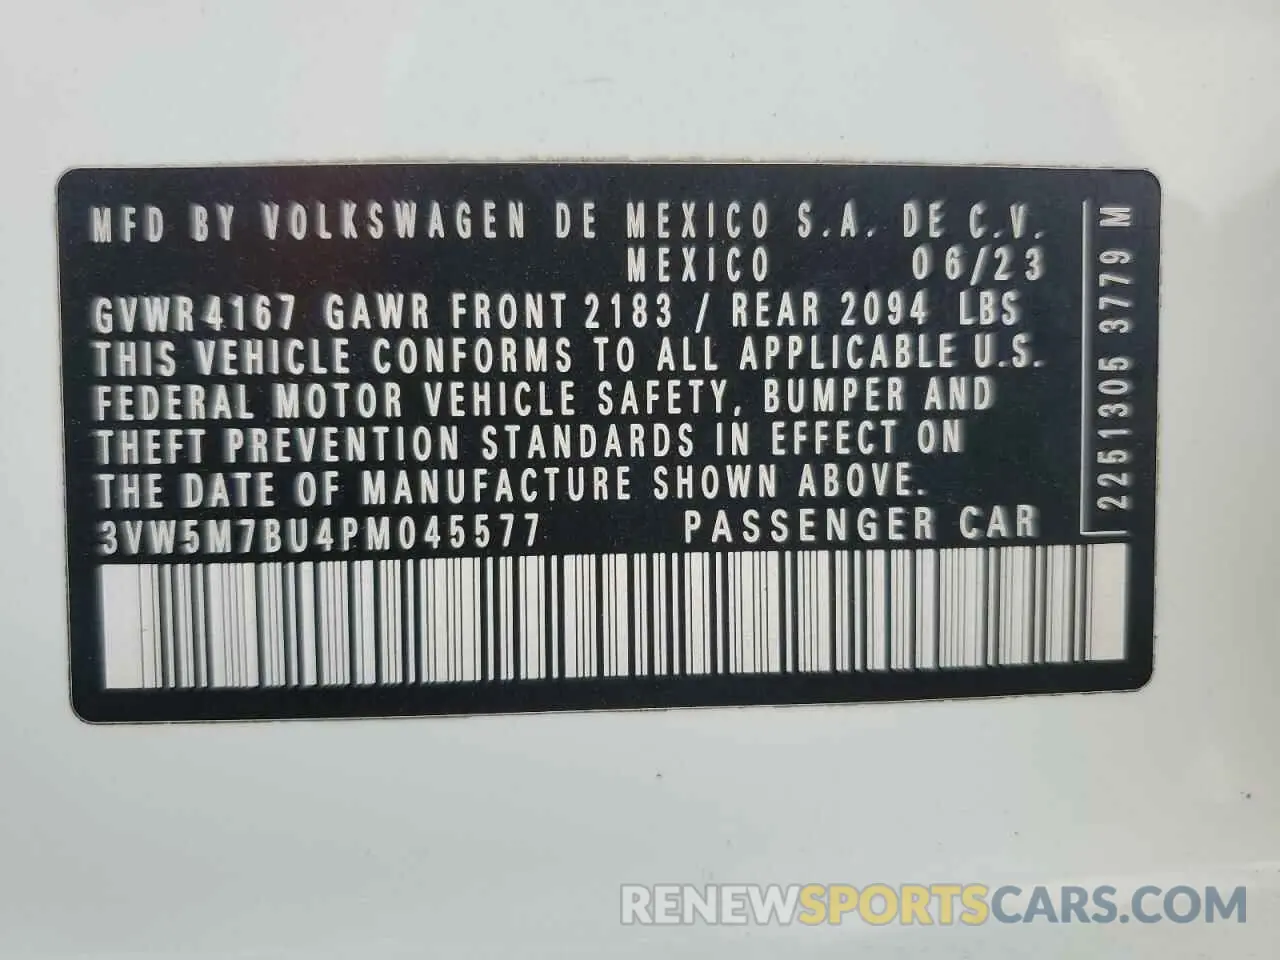 MFD BY VOLKSWAGEN DE MEXICO S.A. DE C.V.
MEXICO 06/23
GVWR 4167 GAWR FRONT 2183 / REAR 2094 LBS
THIS VEHICLE CONFORMS TO ALL APPLICABLE U.S.
FEDERAL MOTOR VEHICLE SAFETY, BUMPER AND
THEFT PREVENTION STANDARDS IN EFFECT ON
THE DATE OF MANUFACTURE SHOWN ABOVE.
3VW5M7BU4PM045577 PASSENGER CAR
2251305 3779 M
RENEWSPORTSCARS.COM